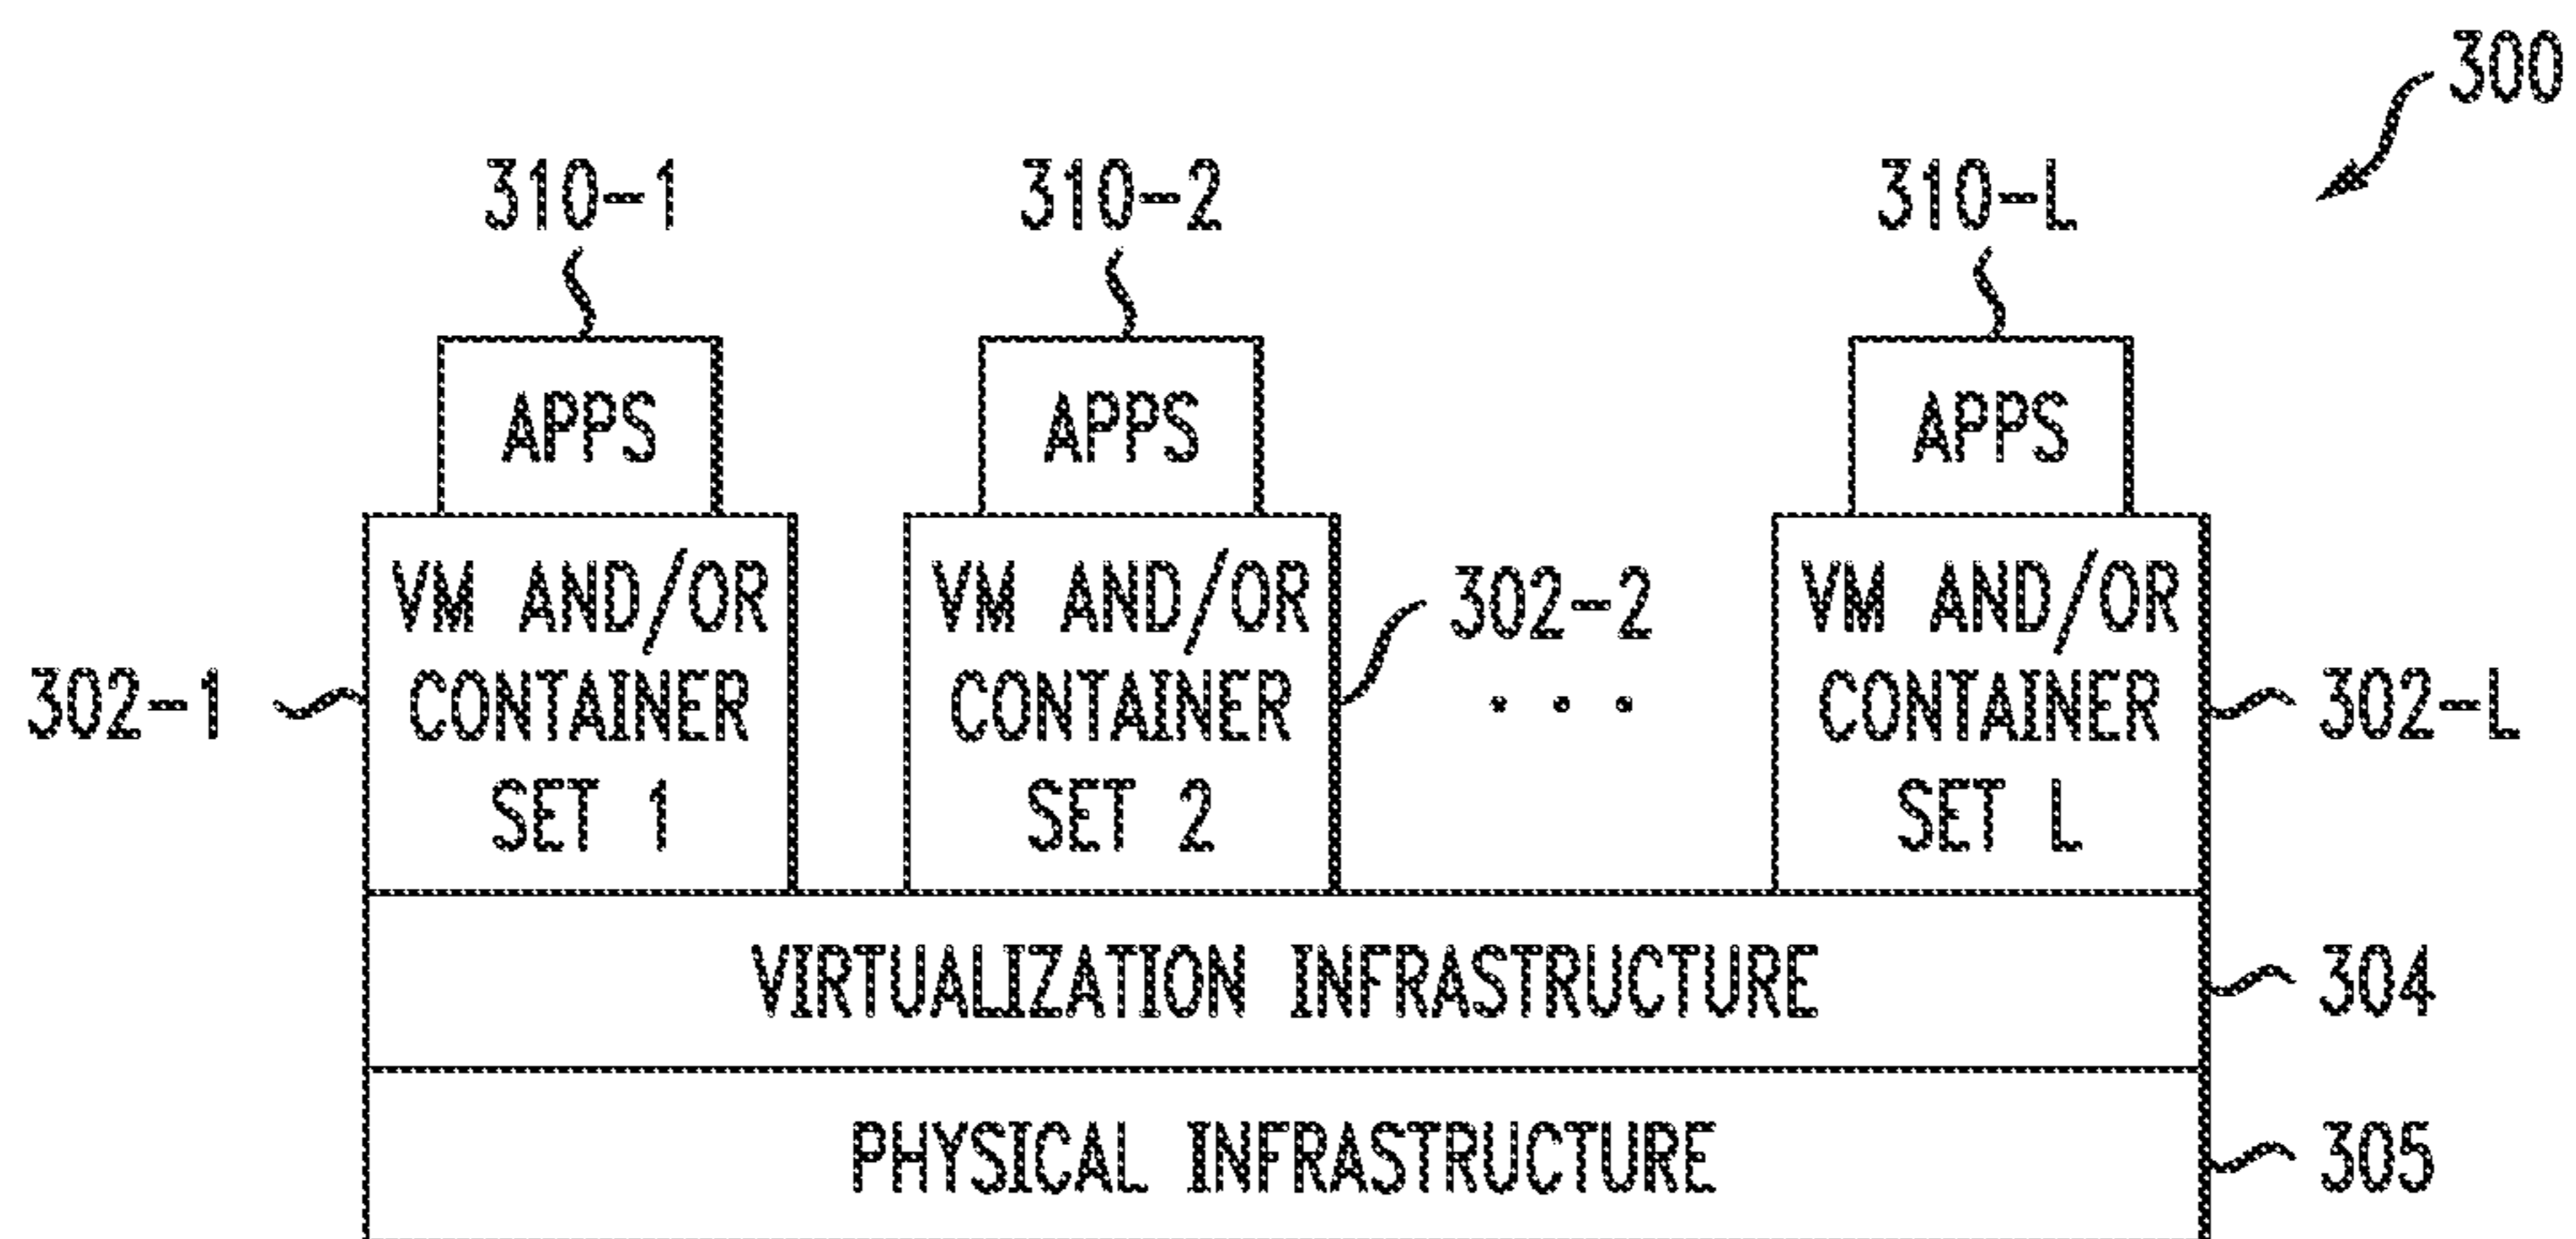 300
310-1 310-2 310-L
APPS APPS APPS
302-1
VM AND/OR
CONTAINER
SET 1
VM AND/OR
CONTAINER
SET 2
302-2
. . .
VM AND/OR
CONTAINER
SET L
302-L
VIRTUALIZATION INFRASTRUCTURE
304
PHYSICAL INFRASTRUCTURE
305